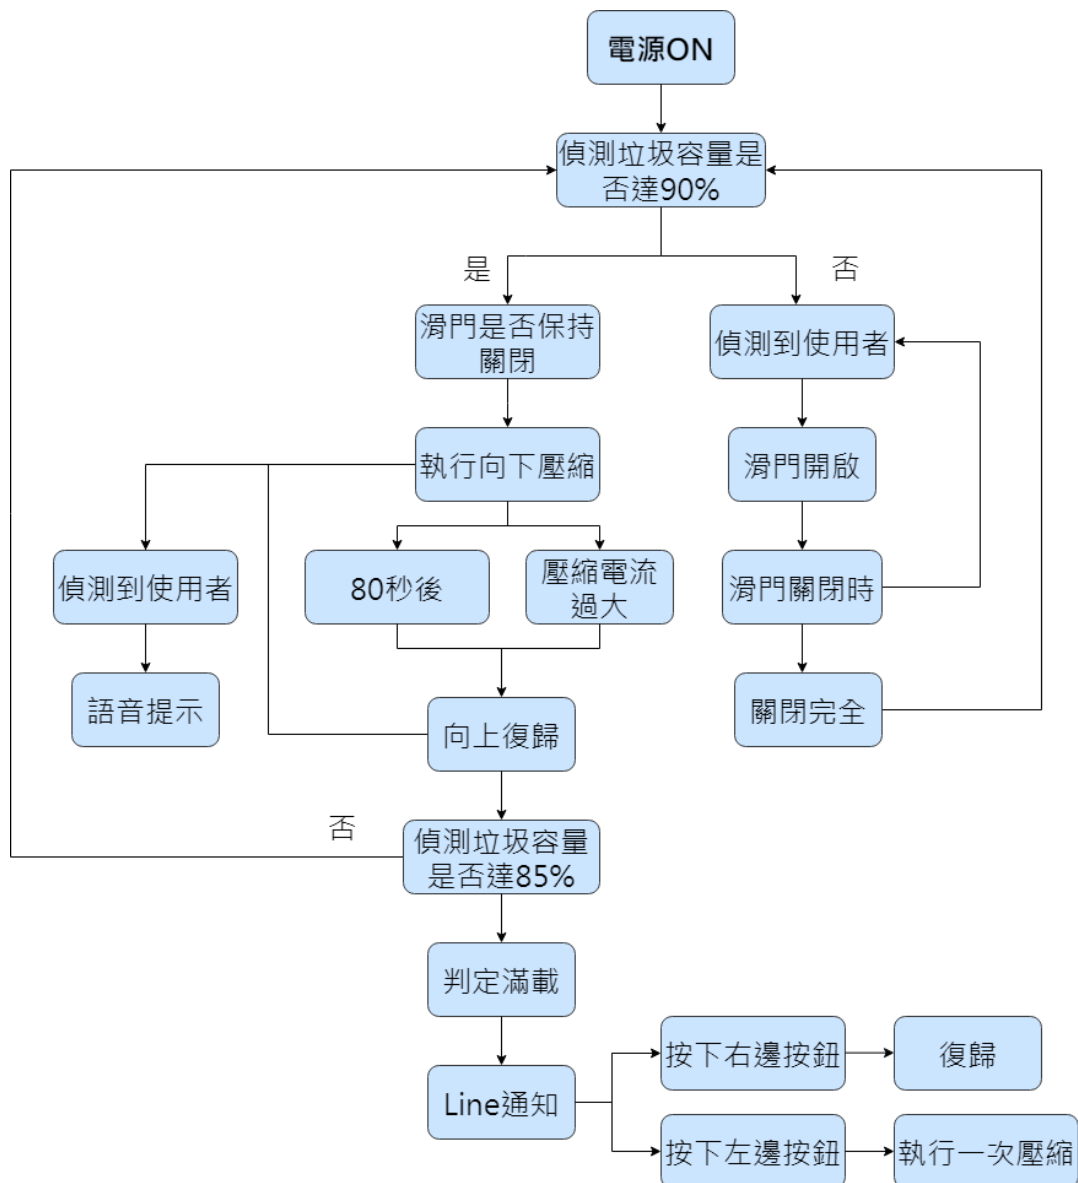 電源ON
偵測垃圾容量是
否達90%
是
否
滑門是否保持
關閉
偵測到使用者
執行向下壓縮
滑門開啟
偵測到使用者
80秒後
壓縮電流
過大
滑門關閉時
語音提示
向上復歸
關閉完全
否
偵測垃圾容量
是否達85%
判定滿載
Line通知
按下右邊按鈕
復歸
按下左邊按鈕
執行一次壓縮